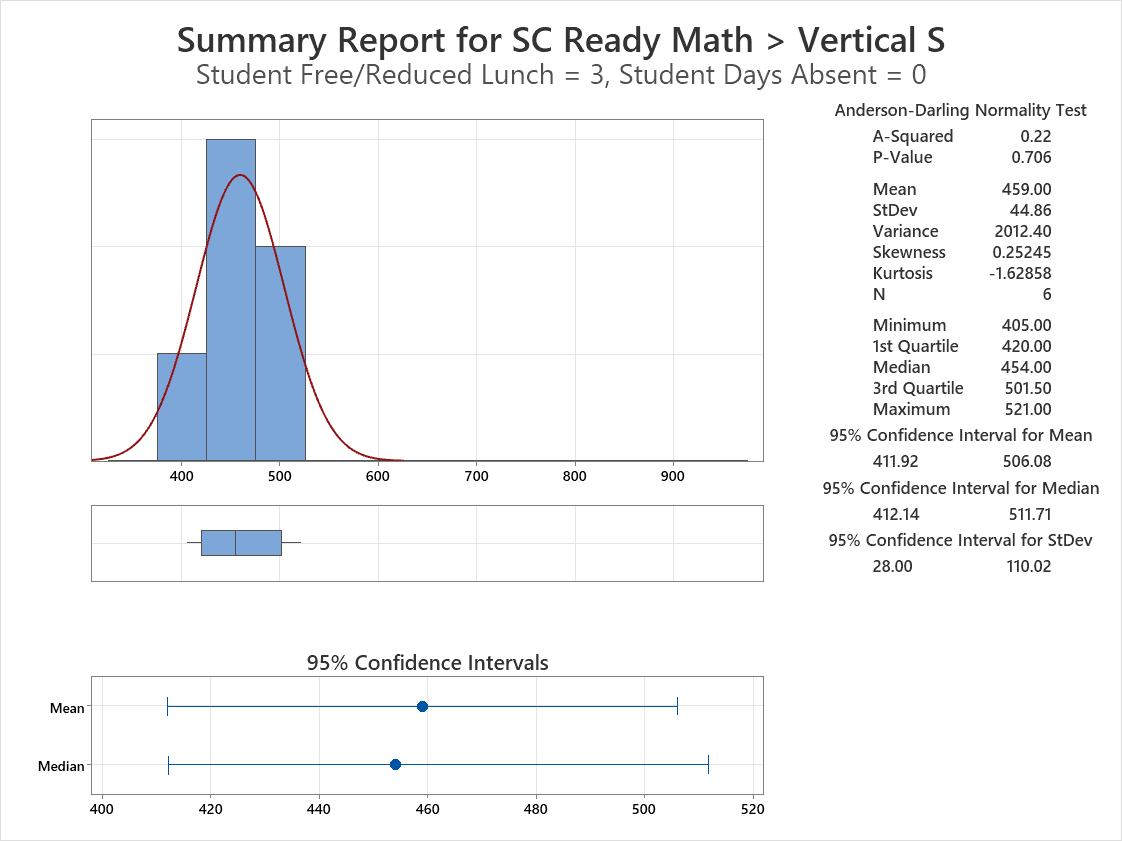 Summary Report for SC Ready Math > Vertical S
Student Free/Reduced Lunch = 3, Student Days Absent = 0
400 500 600 700 800 900
Anderson-Darling Normality Test
A-Squared 0.22
P-Value 0.706
Mean 459.00
StDev 44.86
Variance 2012.40
Skewness 0.25245
Kurtosis -1.62858
N 6
Minimum 405.00
1st Quartile 420.00
Median 454.00
3rd Quartile 501.50
Maximum 521.00
95% Confidence Interval for Mean
411.92 506.08
95% Confidence Interval for Median
412.14 511.71
95% Confidence Interval for StDev
28.00 110.02
95% Confidence Intervals
Mean
Median
400 420 440 460 480 500 520